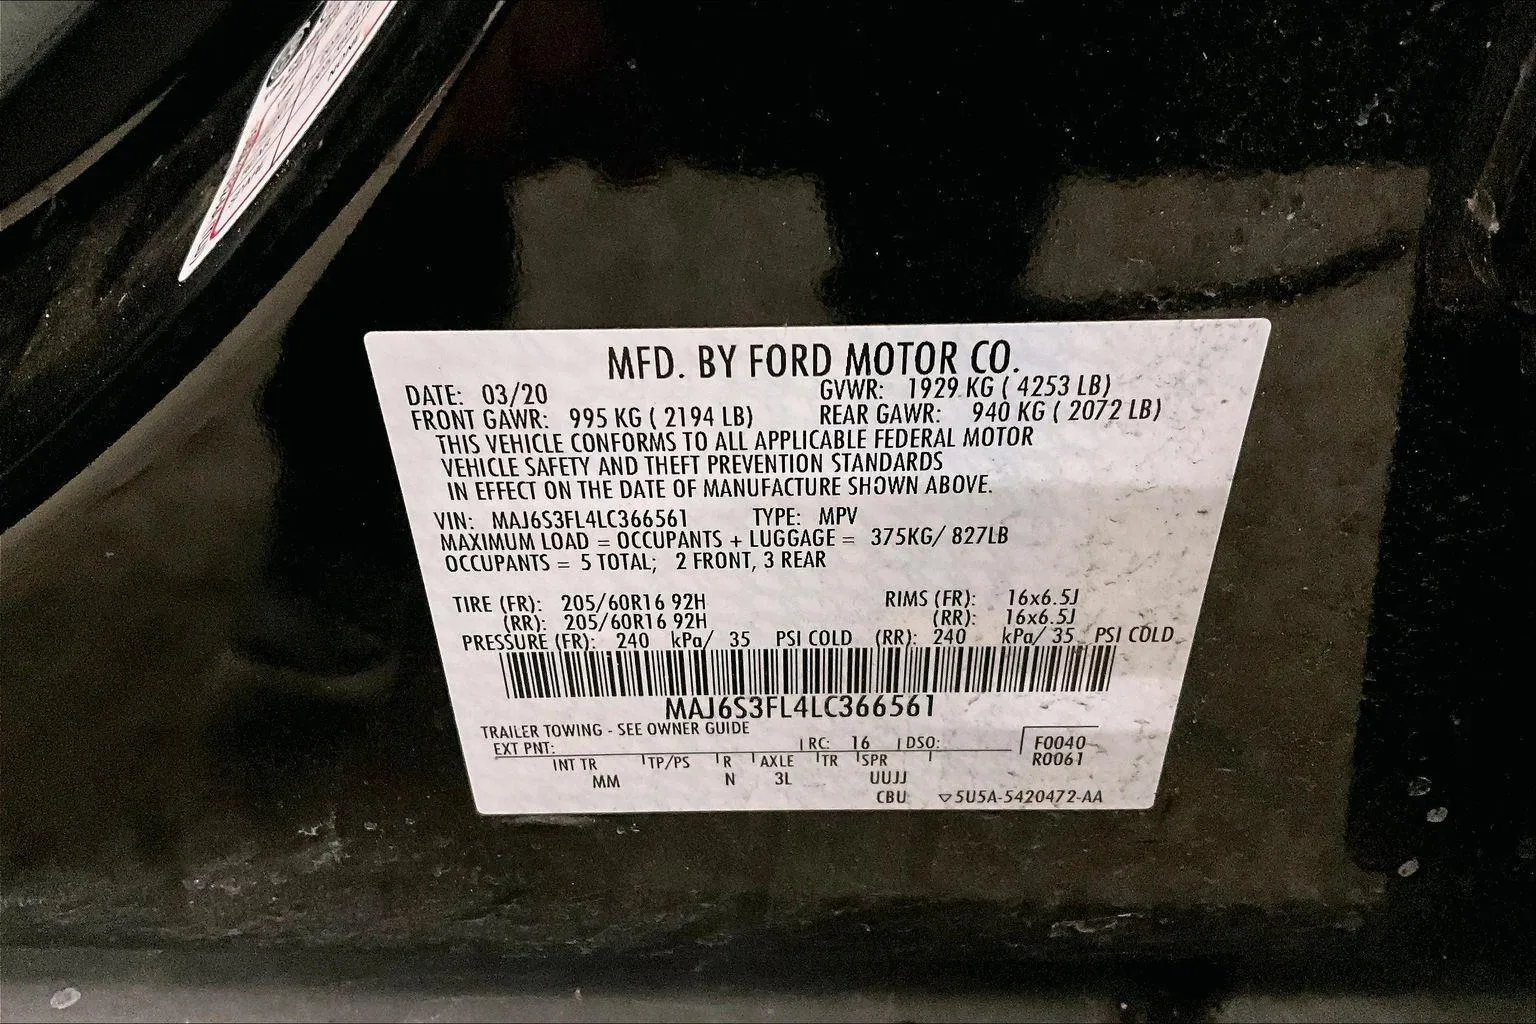 MFD. BY FORD MOTOR CO.
DATE: 03/20 GVWR: 1929 KG ( 4253 LB)
FRONT GAWR: 995 KG ( 2194 LB) REAR GAWR: 940 KG ( 2072 LB)
THIS VEHICLE CONFORMS TO ALL APPLICABLE FEDERAL MOTOR
VEHICLE SAFETY AND THEFT PREVENTION STANDARDS
IN EFFECT ON THE DATE OF MANUFACTURE SHOWN ABOVE.
VIN: MAJ6S3FL4LC366561 TYPE: MPV
MAXIMUM LOAD = OCCUPANTS + LUGGAGE = 375KG/ 827LB
OCCUPANTS = 5 TOTAL; 2 FRONT, 3 REAR
TIRE (FR): 205/60R16 92H RIMS (FR): 16x6.5J
(RR): 205/60R16 92H (RR): 16x6.5J
PRESSURE (FR): 240 kPa/ 35 PSI COLD (RR): 240 kPa/ 35 PSI COLD
MAJ6S3FL4LC366561
TRAILER TOWING - SEE OWNER GUIDE
EXT PNT: RC: 16 DSO: F0040
INT TR TP/PS R AXLE TR SPR R0061
MM N 3L UUJJ
CBU ▽5U5A-5420472-AA